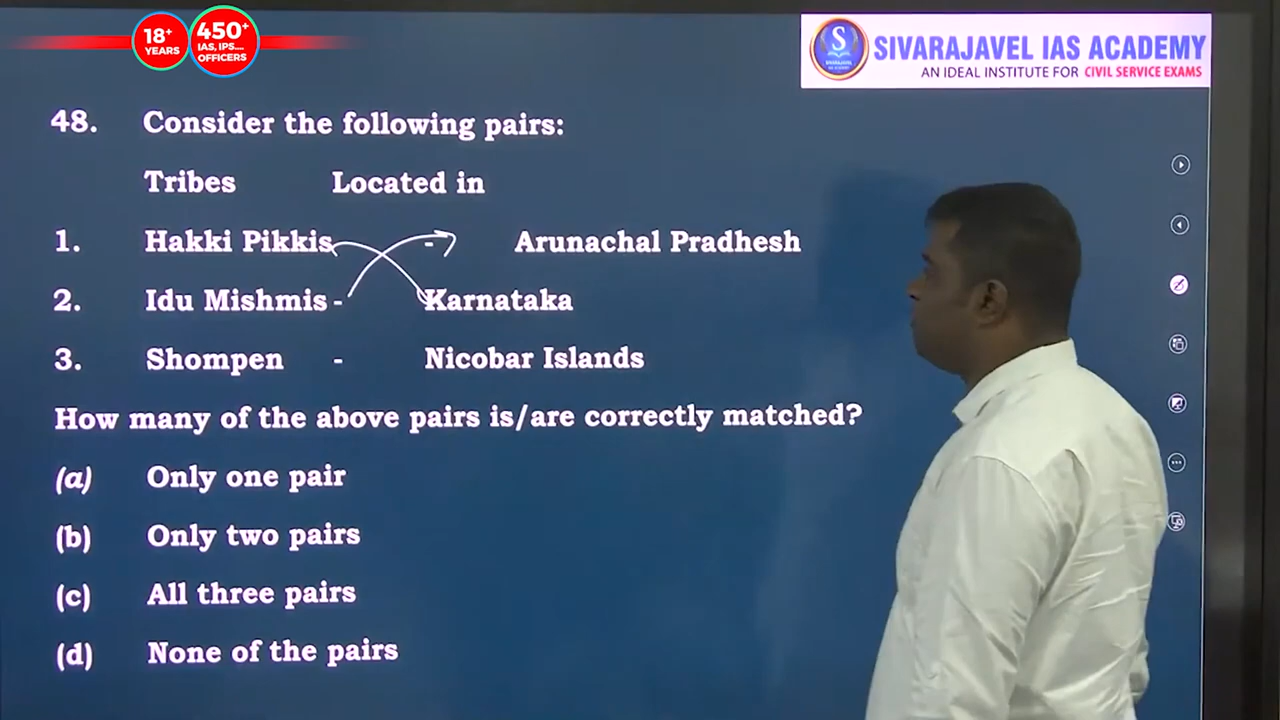 18+ YEARS
450+ IAS, IPS.... OFFICERS
SIVARAJAVEL IAS ACADEMY
AN IDEAL INSTITUTE FOR CIVIL SERVICE EXAMS
48. Consider the following pairs:
Tribes Located in
1. Hakki Pikkis - Arunachal Pradhesh
2. Idu Mishmis - Karnataka
3. Shompen - Nicobar Islands
How many of the above pairs is/are correctly matched?
(a) Only one pair
(b) Only two pairs
(c) All three pairs
(d) None of the pairs